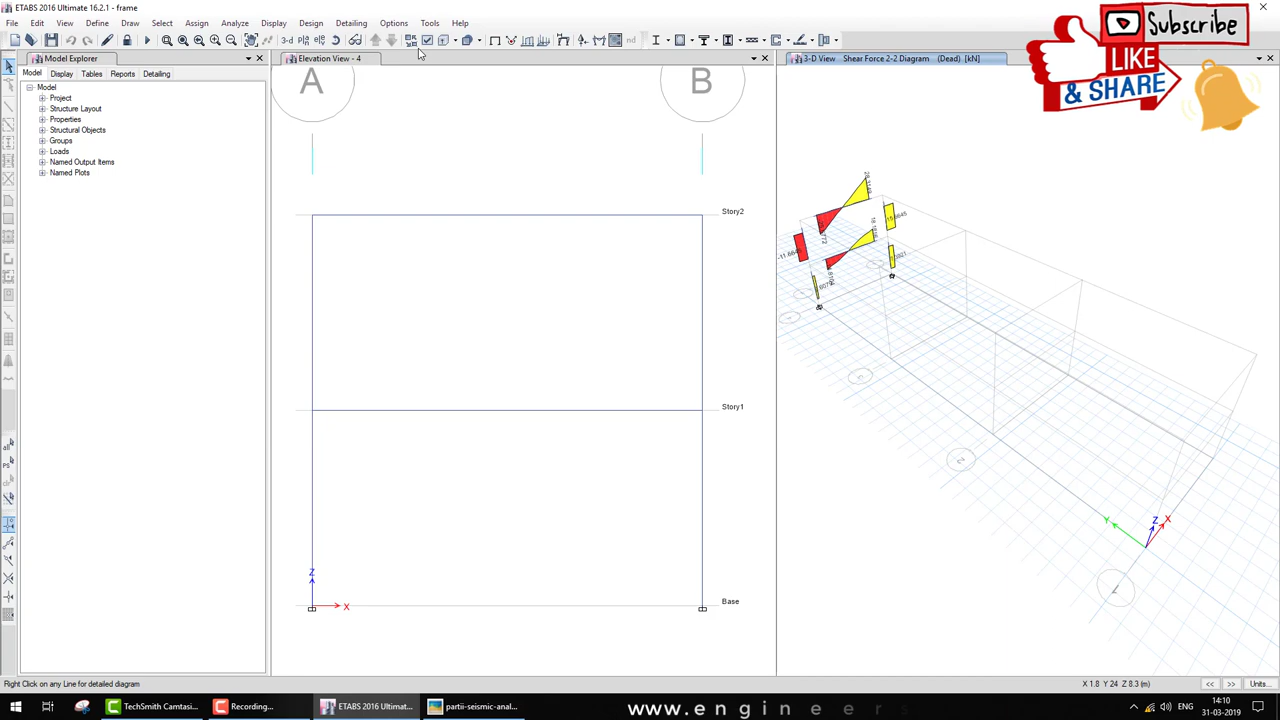 ETABS 2016 Ultimate 16.2.1 - frame
File Edit View Define Draw Select Assign Analyze Display Design Detailing Options Tools Help
Subscribe
LIKE
& SHARE
3-d
nd
Model Explorer
Elevation View - 4
3-D View Shear Force 2-2 Diagram (Dead) [kN]
Model Display Tables Reports Detailing
Model
Project
Structure Layout
Properties
Structural Objects
Groups
Loads
Named Output Items
Named Plots
A
B
Story2
Story1
Base
Z
X
Y
Z
X
Right Click on any Line for detailed diagram
X 1.8 Y 24 Z 8.3 (m)
<< >> Units...
TechSmith Camtasi...
Recording...
ETABS 2016 Ultimat...
partii-seismic-anal...
www.engineers
ENG
14:10
31-03-2019